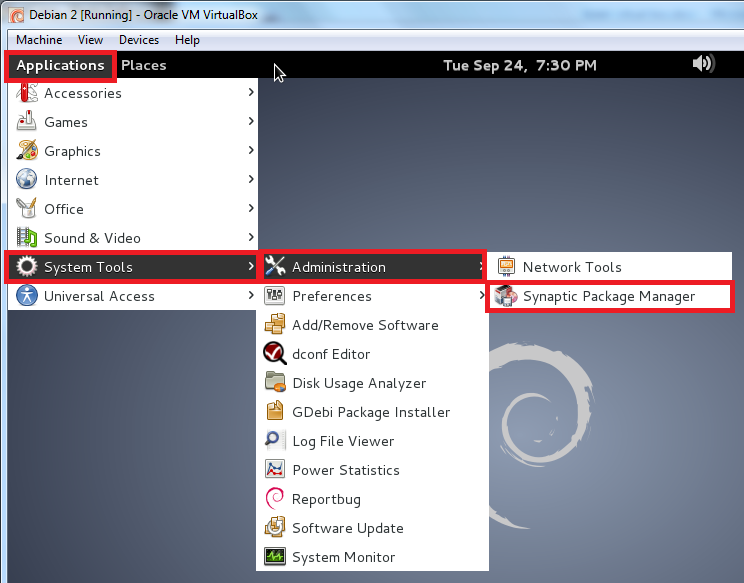 Debian 2 [Running] - Oracle VM VirtualBox
Machine View Devices Help
Applications Places Tue Sep 24, 7:30 PM
Accessories
Games
Graphics
Internet
Office
Sound & Video
System Tools
Universal Access
Administration
Preferences
Add/Remove Software
dconf Editor
Disk Usage Analyzer
GDebi Package Installer
Log File Viewer
Power Statistics
Reportbug
Software Update
System Monitor
Network Tools
Synaptic Package Manager